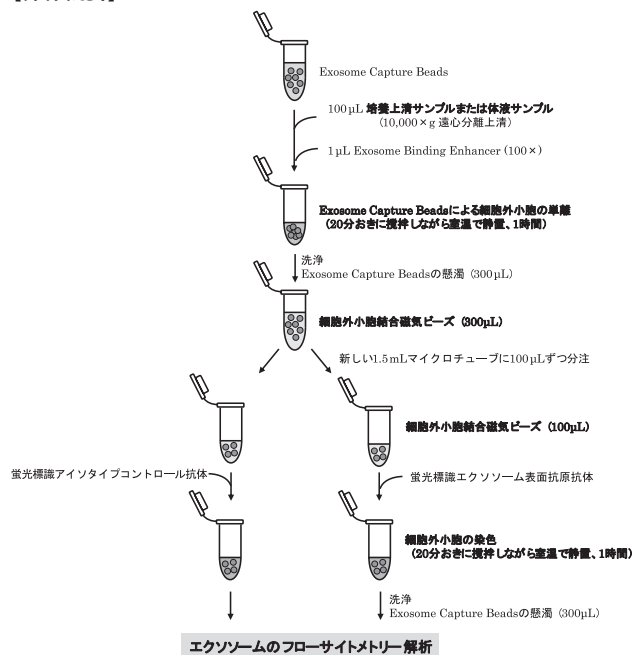 Exosome Capture Beads
100μL 培養上清サンプルまたは体液サンプル
(10,000×g 遠心分離上清)
1μL Exosome Binding Enhancer (100×)
Exosome Capture Beadsによる細胞外小胞の単離
(20分おきに撹拌しながら室温で静置、1時間)
洗浄
Exosome Capture Beadsの懸濁 (300μL)
細胞外小胞結合磁気ビーズ (300μL)
新しい1.5mLマイクロチューブに100μLずつ分注
細胞外小胞結合磁気ビーズ (100μL)
蛍光標識アイソタイプコントロール抗体
蛍光標識エクソソーム表面抗原抗体
細胞外小胞の染色
(20分おきに撹拌しながら室温で静置、1時間)
洗浄
Exosome Capture Beadsの懸濁 (300μL)
エクソソームのフローサイトメトリー解析